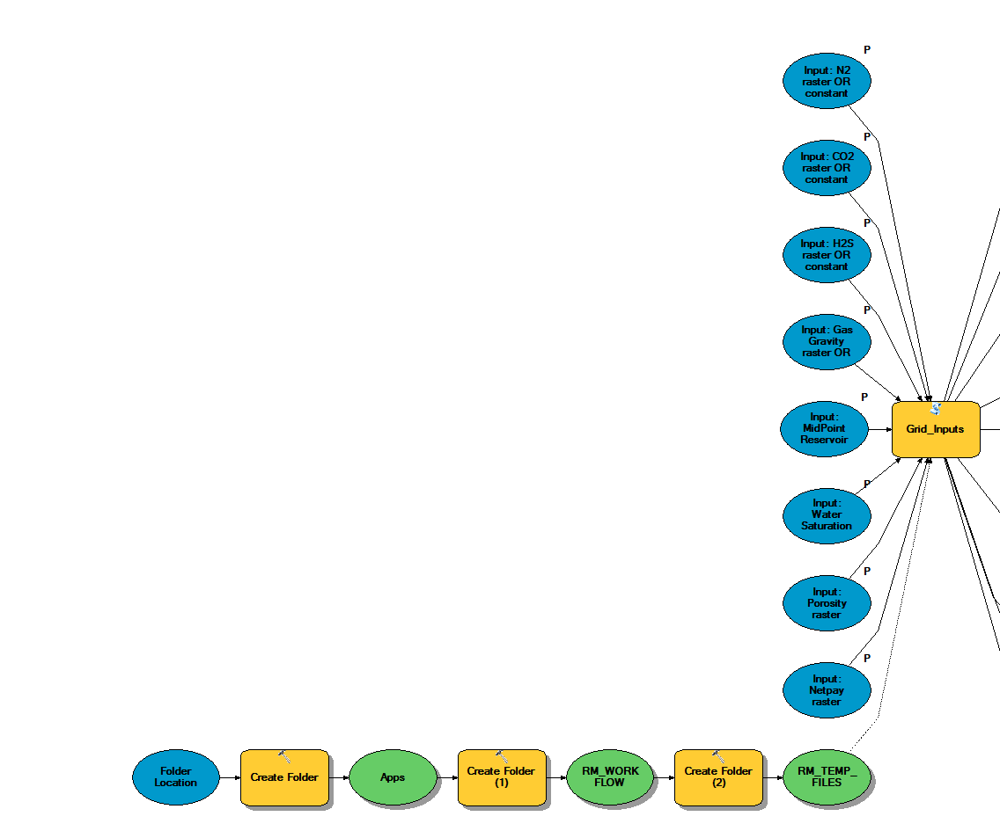 P
Input: N2
raster OR
constant
P
Input: CO2
raster OR
constant
P
Input: H2S
raster OR
constant
P
Input: Gas
Gravity
raster OR
P
Input:
MidPoint
Reservoir
Grid_Inputs
P
Input:
Water
Saturation
P
Input:
Porosity
raster
P
Input:
Netpay
raster
Folder
Location
Create Folder
Apps
Create Folder
(1)
RM_WORK
FLOW
Create Folder
(2)
RM_TEMP_
FILES